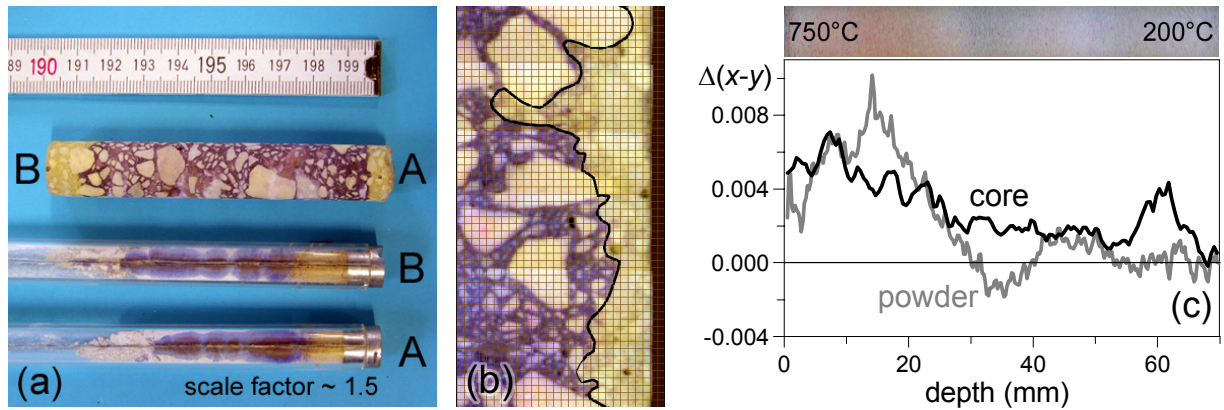 89 190 191 192 193 194 195 196 197 198 199
B
A
B
A
(a)
scale factor ~ 1.5
(b)
750°C
200°C
Δ(x-y)
0.008
0.004
0.000
-0.004
core
powder
(c)
0 20 40 60
depth (mm)